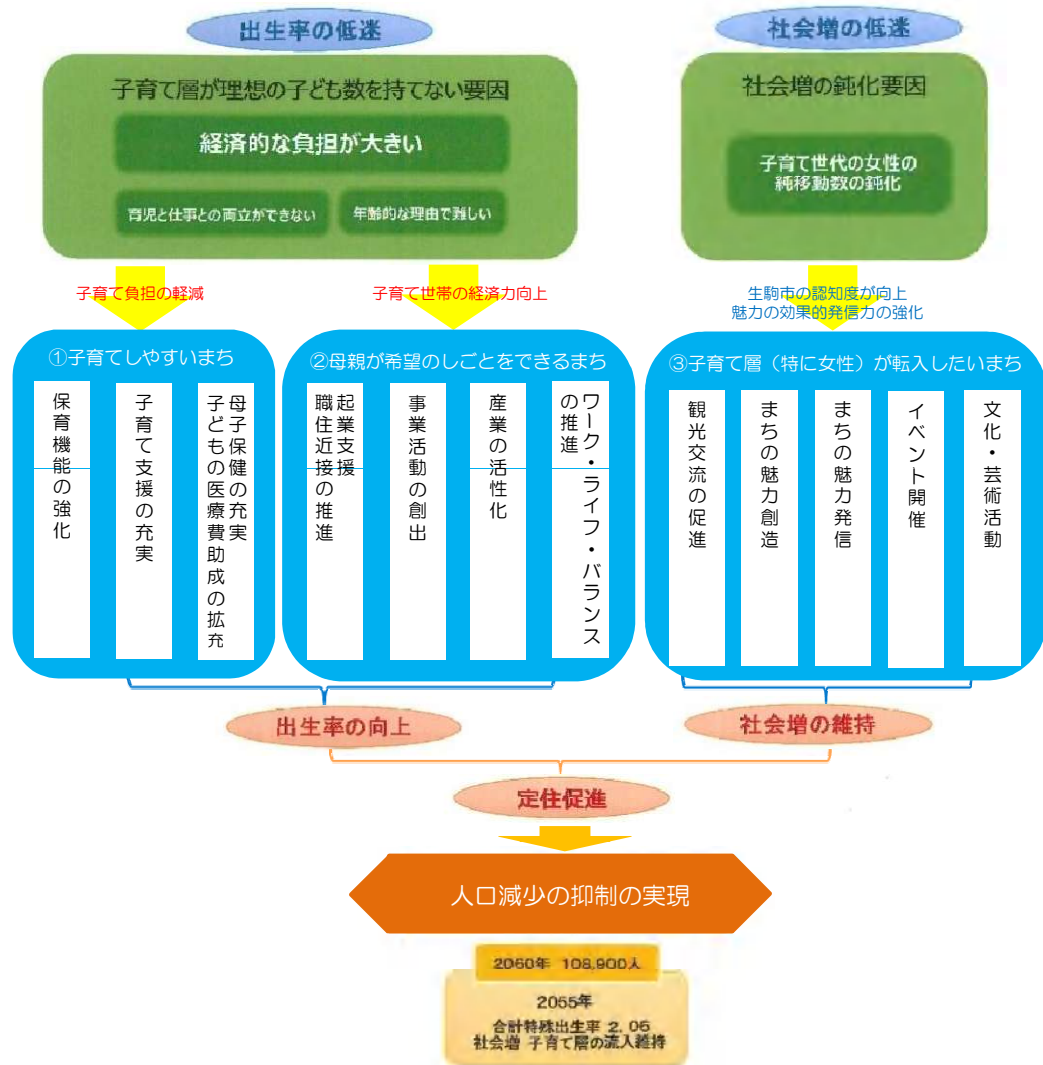 出生率の低迷
社会増の低迷
子育て層が理想の子ども数を持てない要因
経済的な負担が大きい
育児と仕事との両立ができない
年齢的な理由で難しい
社会増の鈍化要因
子育て世代の女性の
純移動数の鈍化
子育て負担の軽減
子育て世帯の経済力向上
生駒市の認知度が向上
魅力の効果的発信力の強化
①子育てしやすいまち
保育機能の強化
子育て支援の充実
母子保健の充実
子どもの医療費助成の拡充
②母親が希望のしごとをできるまち
起業支援
職住近接の推進
事業活動の創出
産業の活性化
ワーク・ライフ・バランス
の推進
③子育て層（特に女性）が転入したいまち
観光交流の促進
まちの魅力創造
まちの魅力発信
イベント開催
文化・芸術活動
出生率の向上
社会増の維持
定住促進
人口減少の抑制の実現
2060年 108,900人
2055年
合計特殊出生率 2.06
社会増 子育て層の流入維持